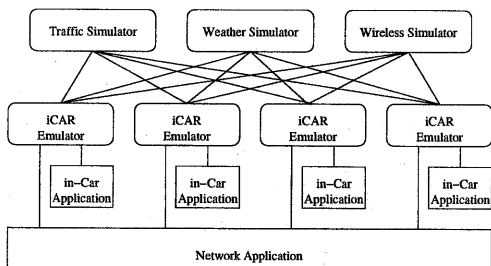 Traffic Simulator
Weather Simulator
Wireless Simulator
iCAR
Emulator
iCAR
Emulator
iCAR
Emulator
iCAR
Emulator
in-Car
Application
in-Car
Application
in-Car
Application
in-Car
Application
Network Application